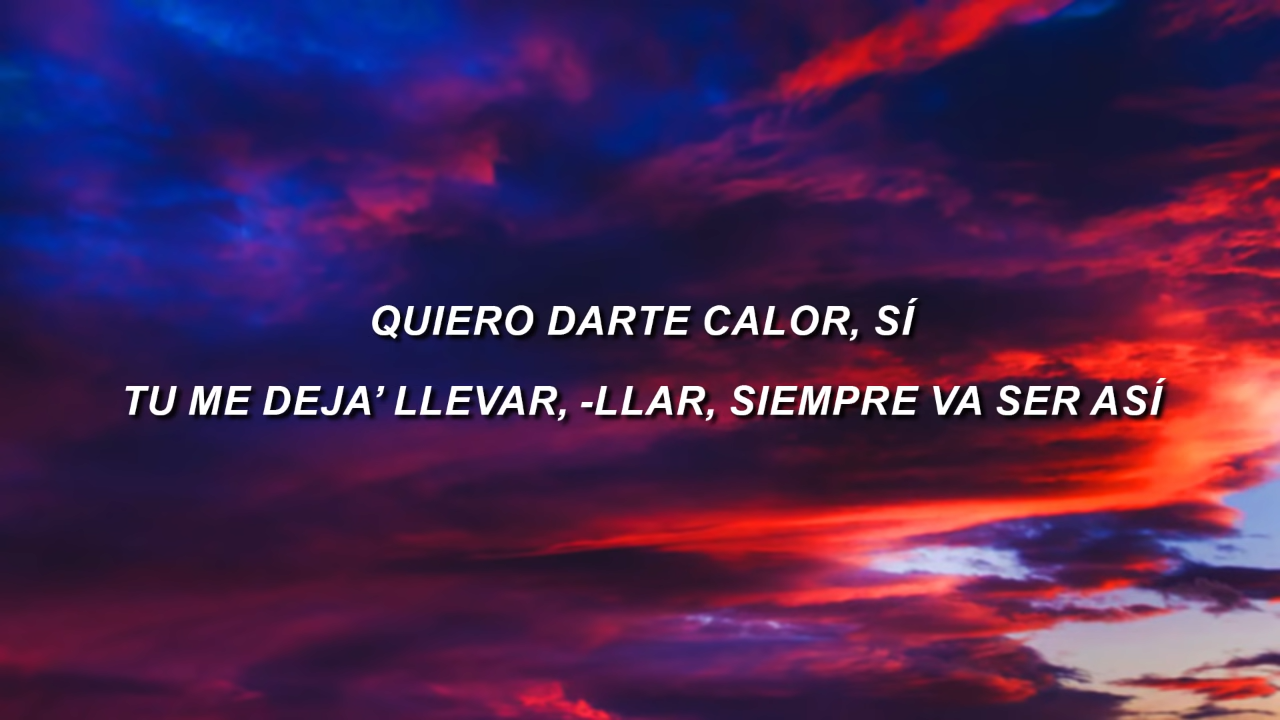 QUIERO DARTE CALOR, SÍ
TU ME DEJA’ LLEVAR, -LLAR, SIEMPRE VA SER ASÍ